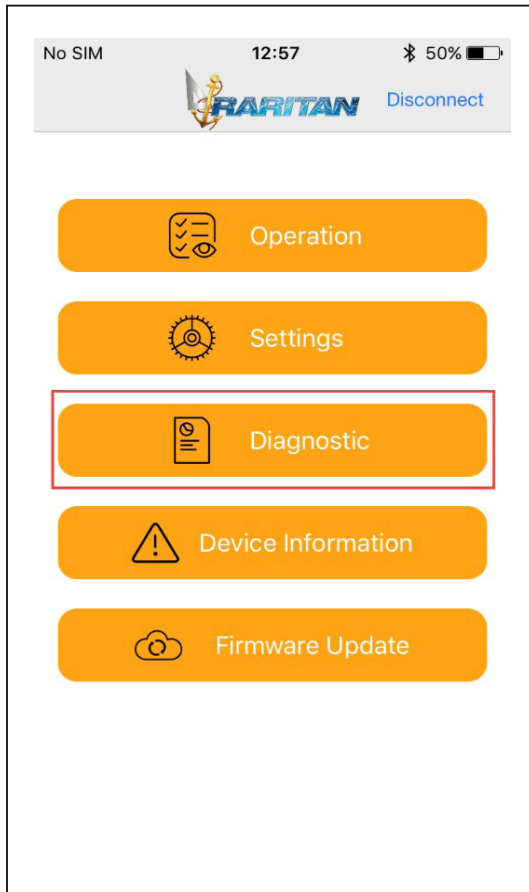 No SIM 12:57 50%
RARITAN Disconnect
Operation
Settings
Diagnostic
Device Information
Firmware Update